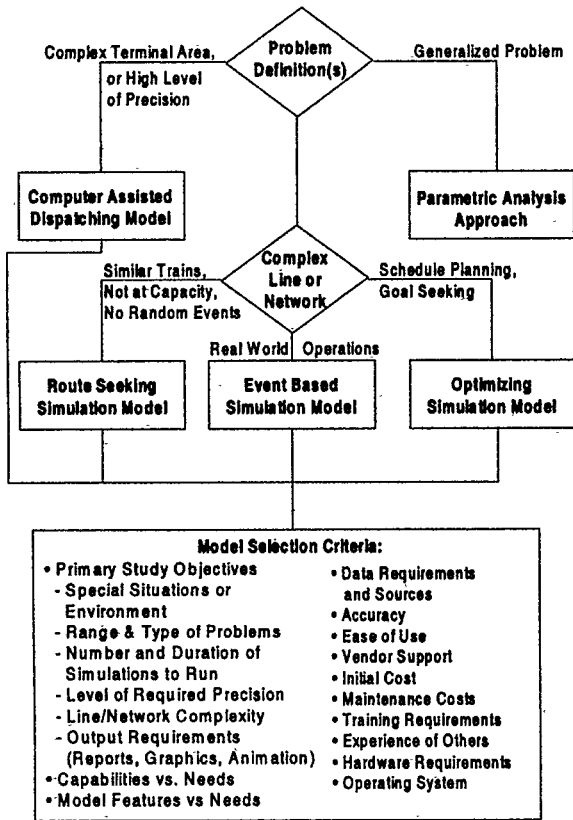 Complex Terminal Area,
or High Level
of Precision
Problem
Definition(s)
Generalized Problem
Computer Assisted
Dispatching Model
Parametric Analysis
Approach
Similar Trains,
Not at Capacity,
No Random Events
Complex
Line or
Network
Schedule Planning,
Goal Seeking
Real World Operations
Route Seeking
Simulation Model
Event Based
Simulation Model
Optimizing
Simulation Model
Model Selection Criteria:
• Primary Study Objectives
- Special Situations or
Environment
- Range & Type of Problems
- Number and Duration of
Simulations to Run
- Level of Required Precision
- Line/Network Complexity
- Output Requirements
(Reports, Graphics, Animation)
• Capabilities vs. Needs
• Model Features vs Needs
• Data Requirements
and Sources
• Accuracy
• Ease of Use
• Vendor Support
• Initial Cost
• Maintenance Costs
• Training Requirements
• Experience of Others
• Hardware Requirements
• Operating System